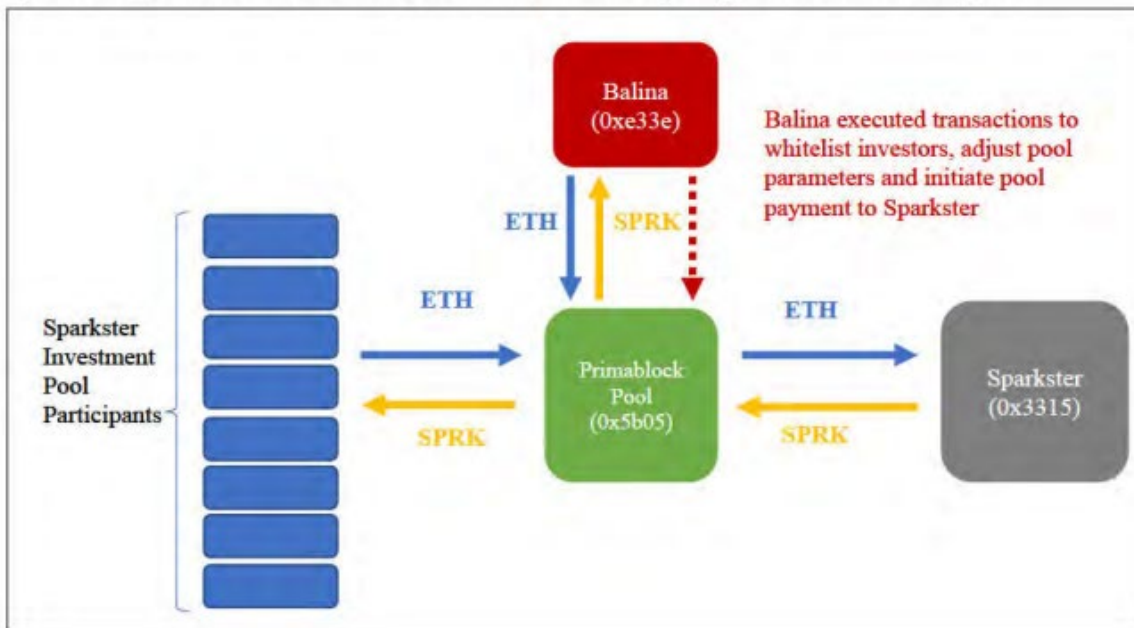 Balina
(0xe33e)
Balina executed transactions to
whitelist investors, adjust pool
parameters and initiate pool
payment to Sparkster
ETH
SPRK
Sparkster
Investment
Pool
Participants
ETH
SPRK
Primablock
Pool
(0x5b05)
ETH
SPRK
Sparkster
(0x3315)